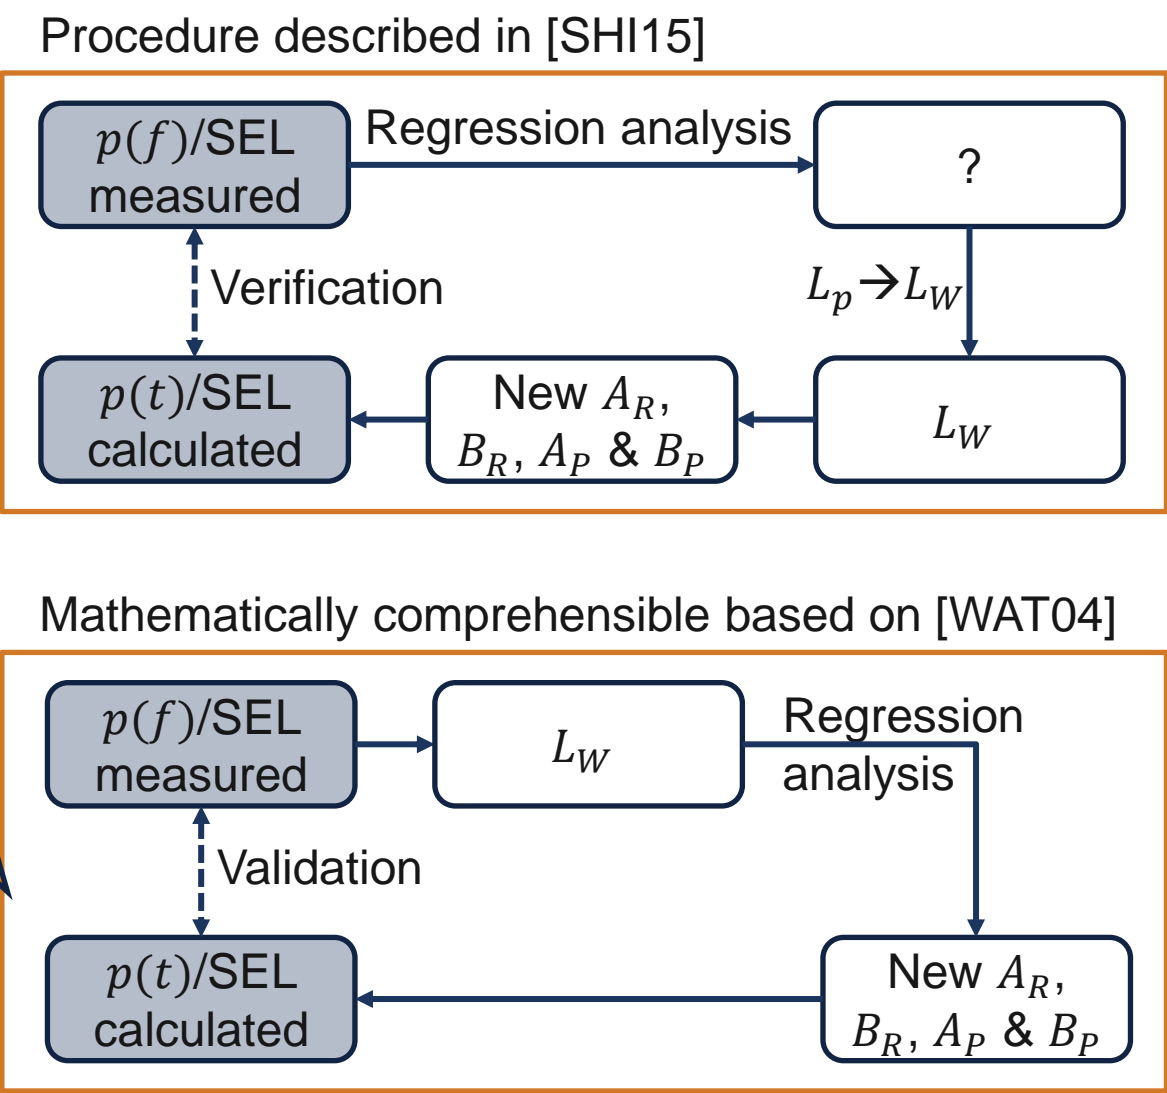 Procedure described in [SHI15]
p(f)/SEL
measured
Regression analysis
?
Verification
L_p→L_W
p(t)/SEL
calculated
New A_R,
B_R, A_P & B_P
L_W
Mathematically comprehensible based on [WAT04]
p(f)/SEL
measured
L_W
Regression
analysis
Validation
p(t)/SEL
calculated
New A_R,
B_R, A_P & B_P